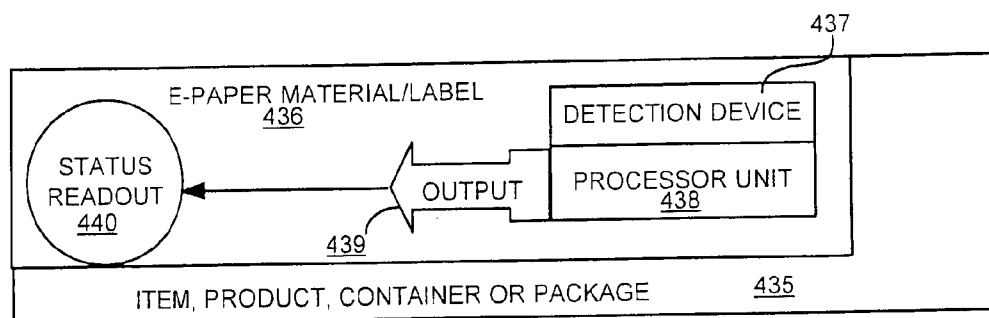 437
E-PAPER MATERIAL/LABEL
436
DETECTION DEVICE
STATUS
READOUT
440
OUTPUT
439
PROCESSOR UNIT
438
ITEM, PRODUCT, CONTAINER OR PACKAGE 435